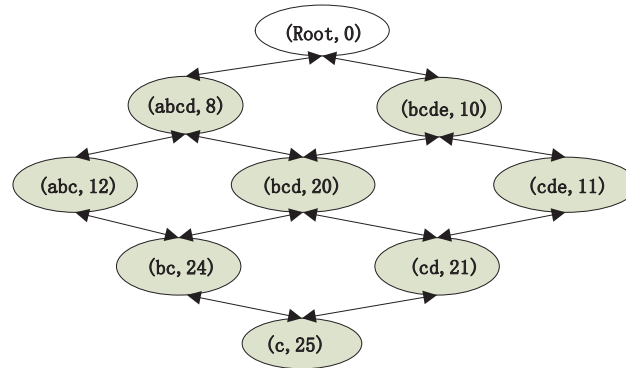 (Root, 0)
(abcd, 8)
(bcde, 10)
(abc, 12)
(bcd, 20)
(cde, 11)
(bc, 24)
(cd, 21)
(c, 25)